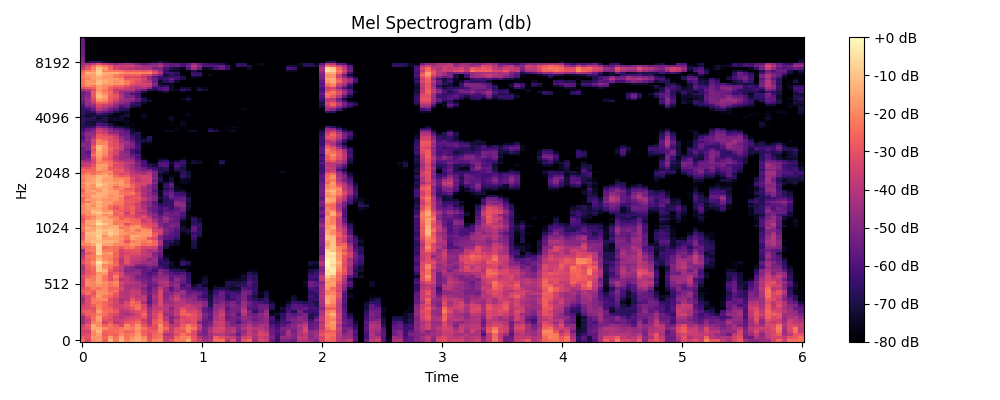 Mel Spectrogram (db)
Hz
8192
4096
2048
1024
512
0
0 1 2 3 4 5 6
Time
+0 dB
-10 dB
-20 dB
-30 dB
-40 dB
-50 dB
-60 dB
-70 dB
-80 dB